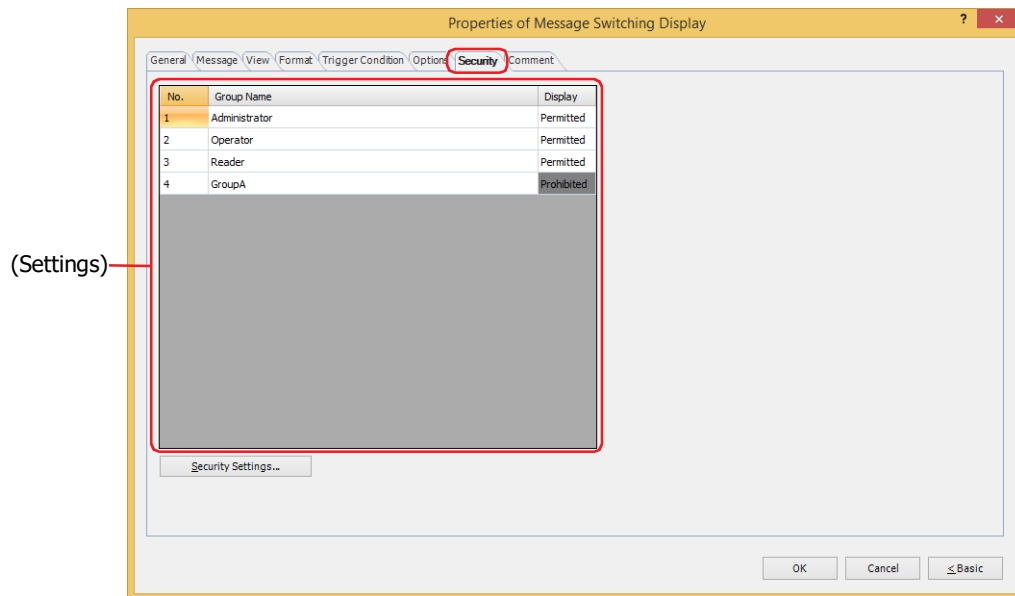 Properties of Message Switching Display
?
×
General Message View Format Trigger Condition Options Security Comment
No. Group Name Display
1 Administrator Permitted
2 Operator Permitted
3 Reader Permitted
4 GroupA Prohibited
(Settings)
Security Settings...
OK Cancel < Basic